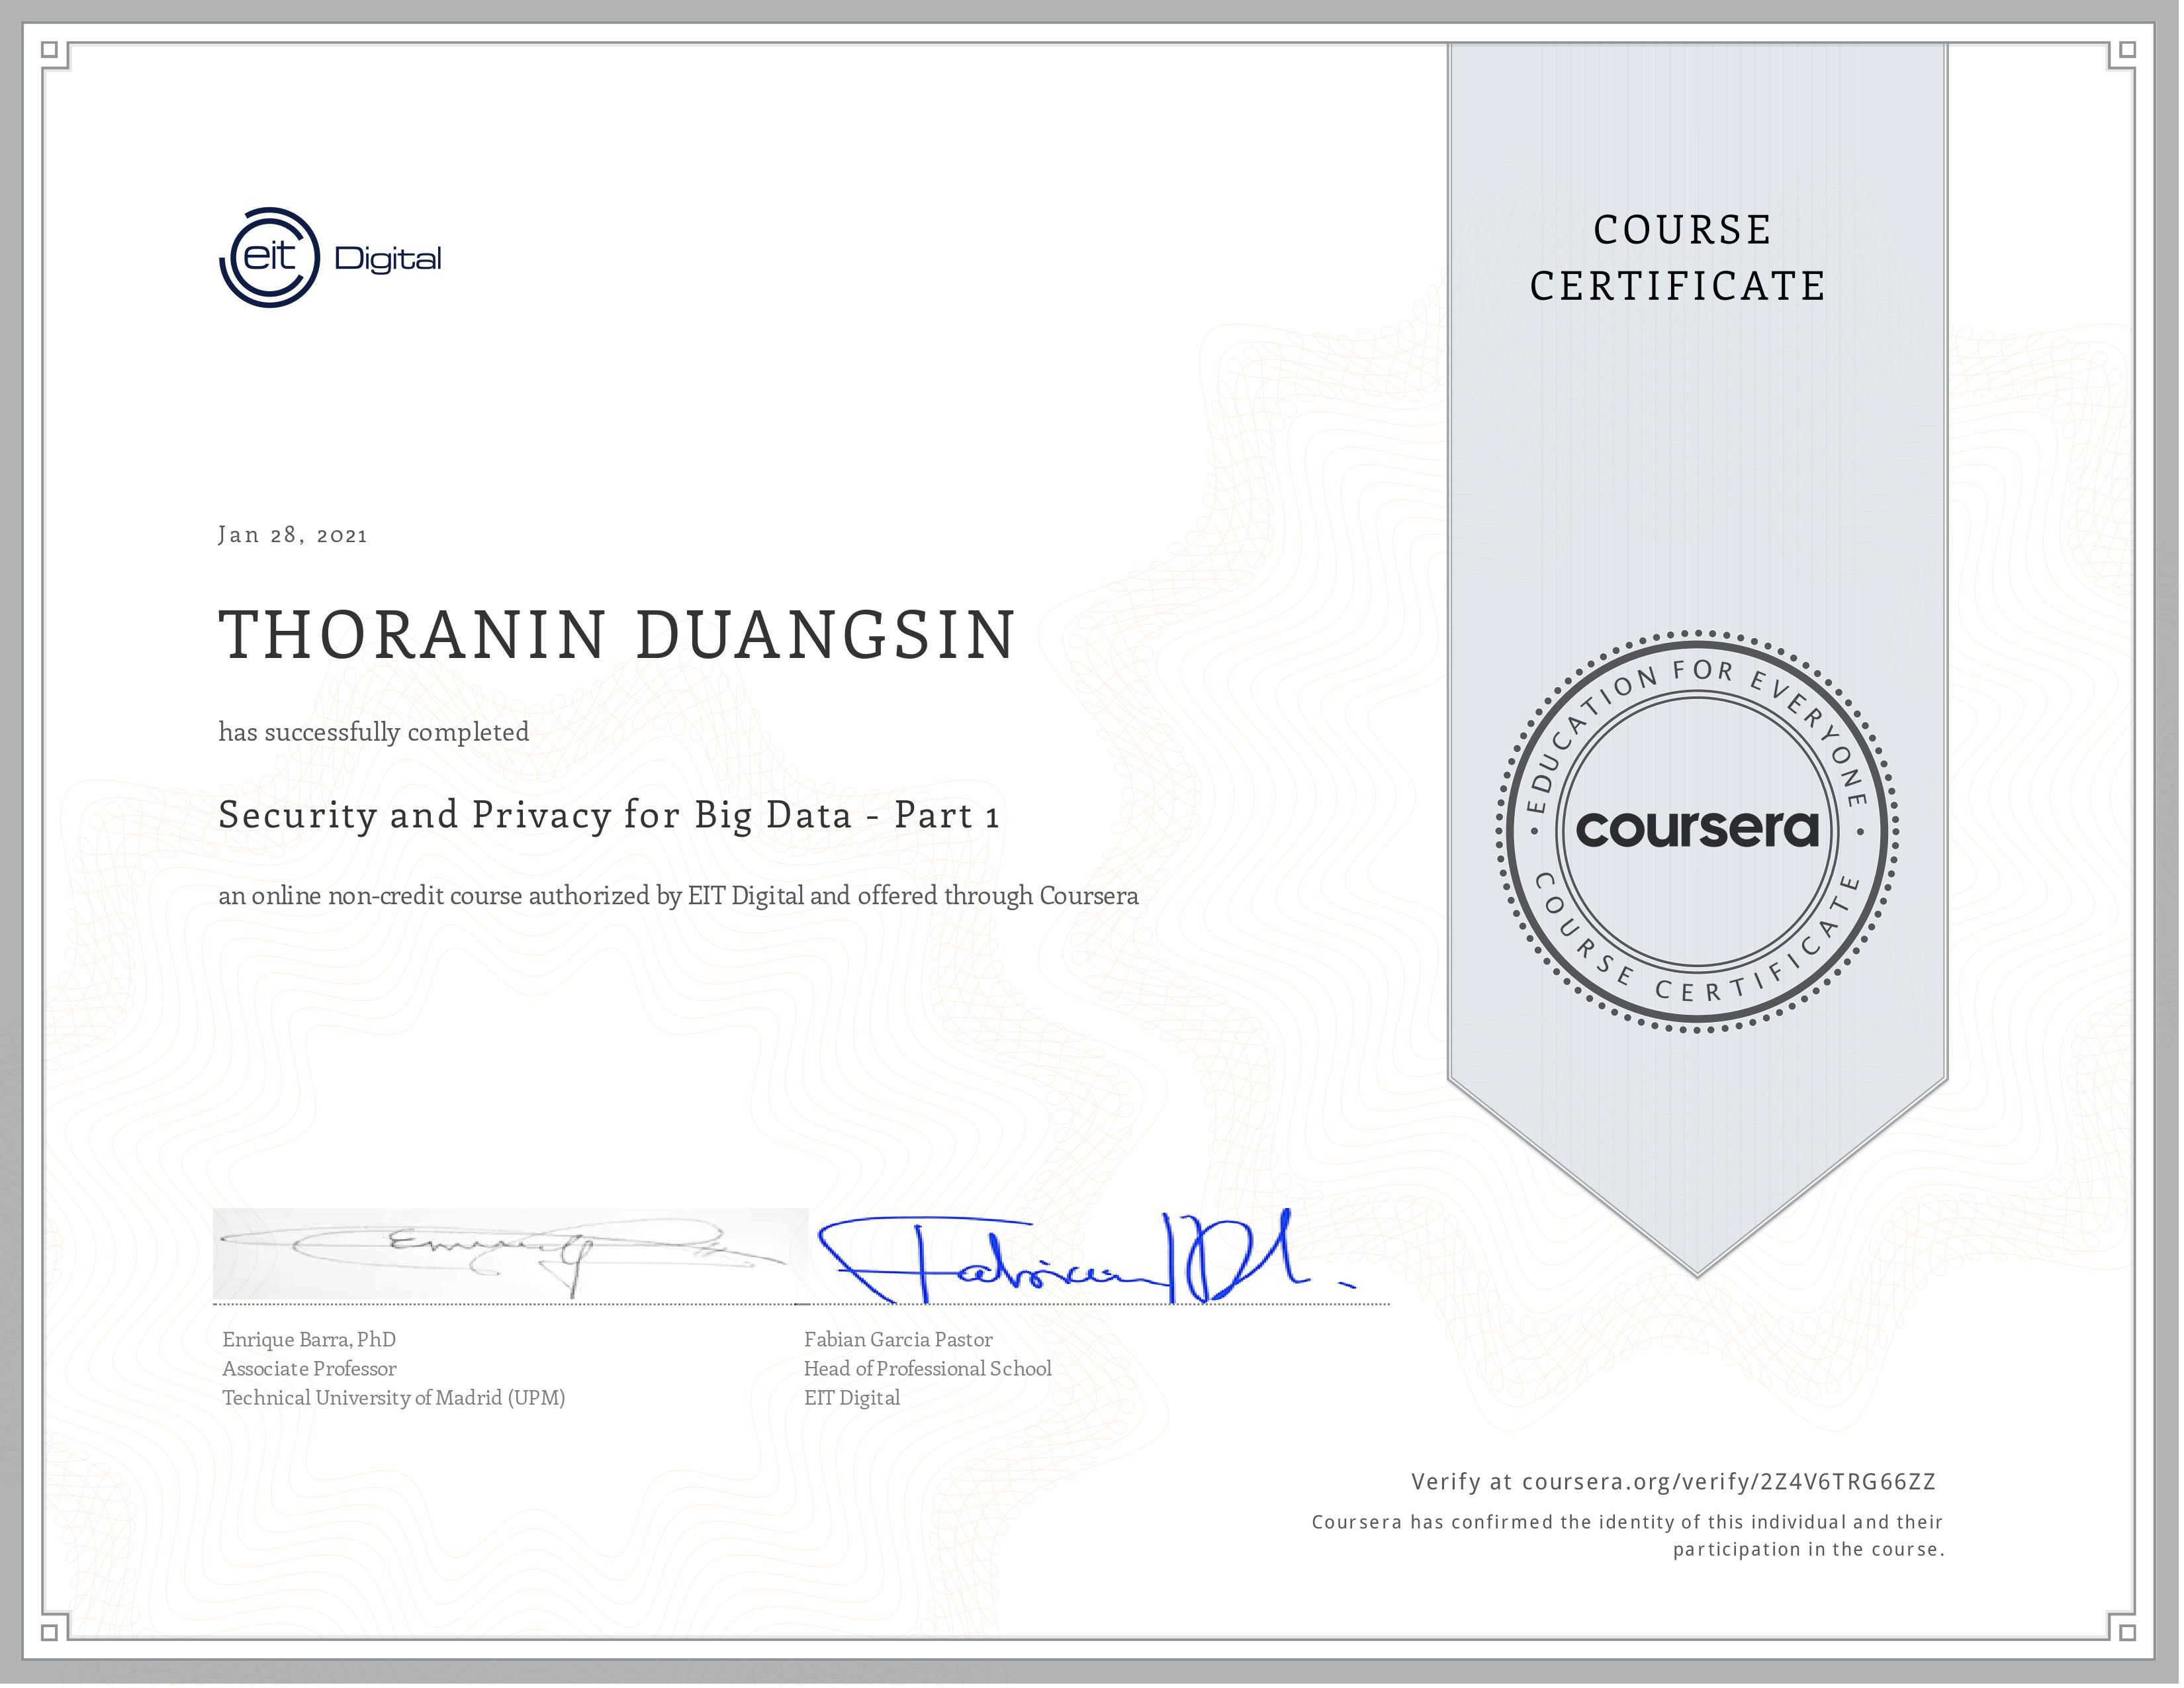 eit Digital
COURSE
CERTIFICATE
Jan 28, 2021
THORANIN DUANGSIN
has successfully completed
Security and Privacy for Big Data - Part 1
an online non-credit course authorized by EIT Digital and offered through Coursera
EDUCATION FOR EVERYONE
coursera
COURSE CERTIFICATE
Enrique Barra, PhD
Associate Professor
Technical University of Madrid (UPM)
Fabian Garcia Pastor
Head of Professional School
EIT Digital
Verify at coursera.org/verify/2Z4V6TRG66ZZ
Coursera has confirmed the identity of this individual and their
participation in the course.